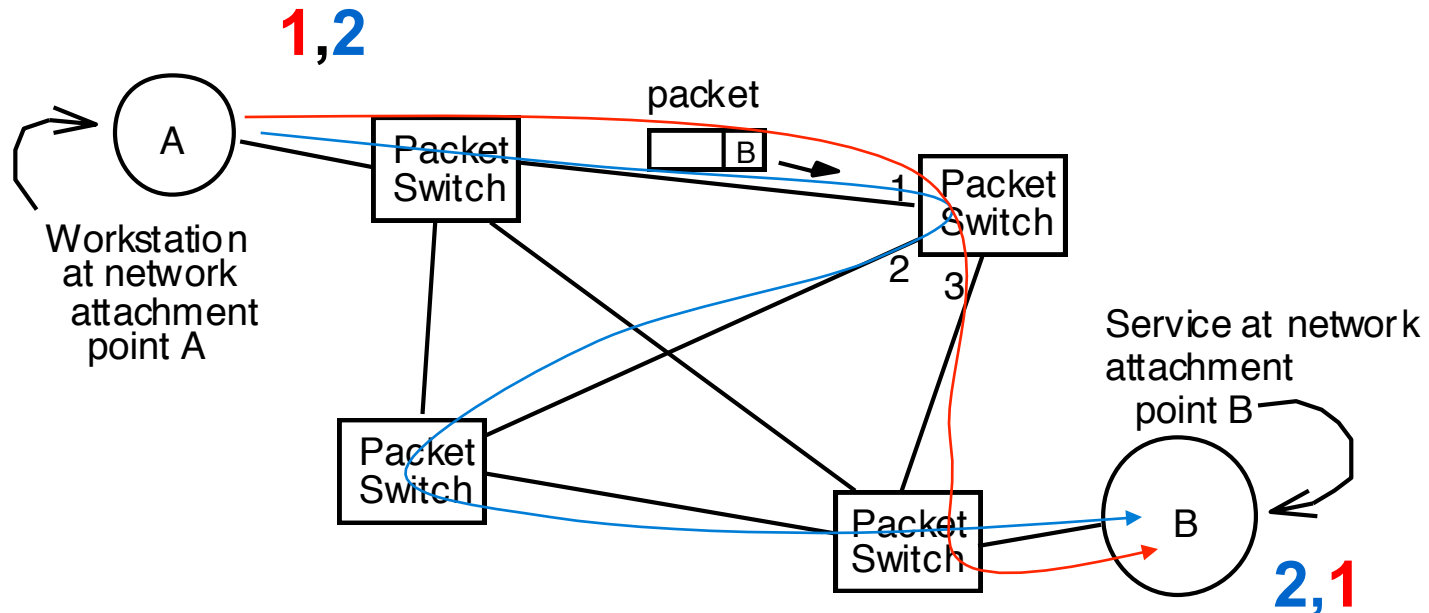 1,2
packet
A
B
Packet
Switch
1
Packet
Switch
2
3
Workstation
at network
attachment
point A
Service at network
attachment
point B
Packet
Switch
Packet
Switch
B
2,1